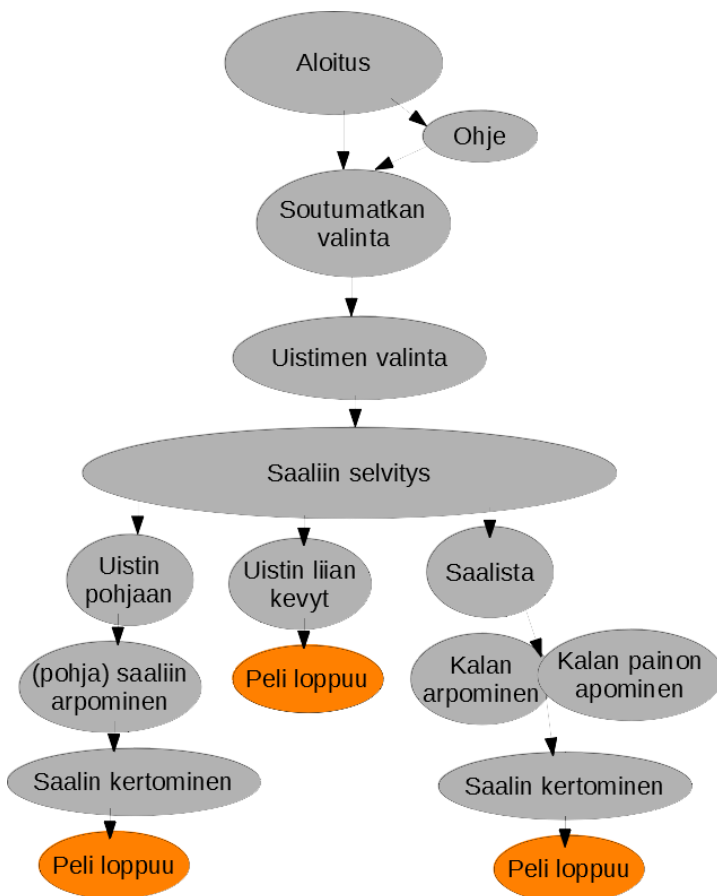 Aloitus
Ohje
Soutumatkan
valinta
Uistimen valinta
Saaliin selvitys
Uistin
pohjaan
Uistin liian
kevyt
Saalista
(pohja) saaliin
arpominen
Peli loppuu
Kalan
arpominen
Kalan painon
apominen
Saalin kertominen
Saalin kertominen
Peli loppuu
Peli loppuu